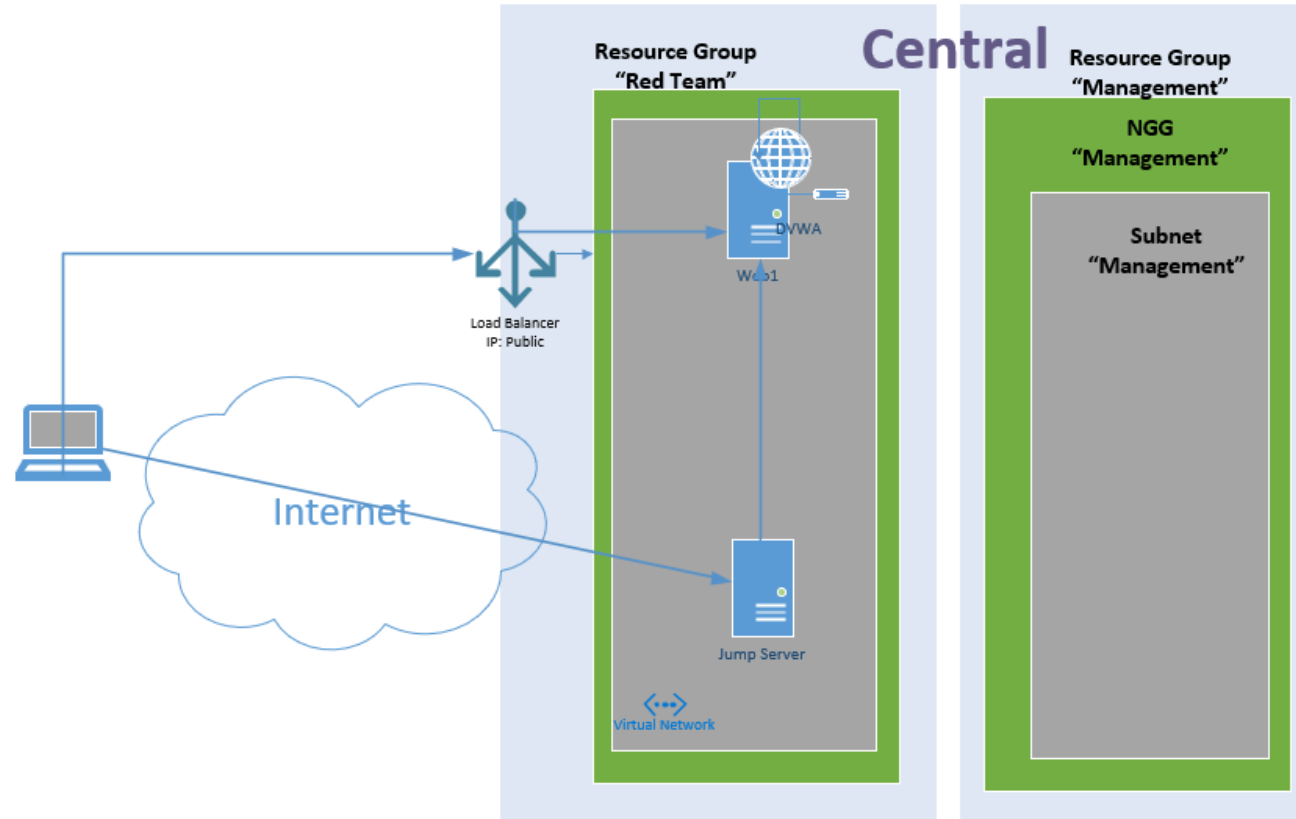 Central
Resource Group
“Red Team”
Resource Group
“Management”
NGG
“Management”
Subnet
“Management”
DVWA
Web1
Load Balancer
IP: Public
Internet
Jump Server
Virtual Network